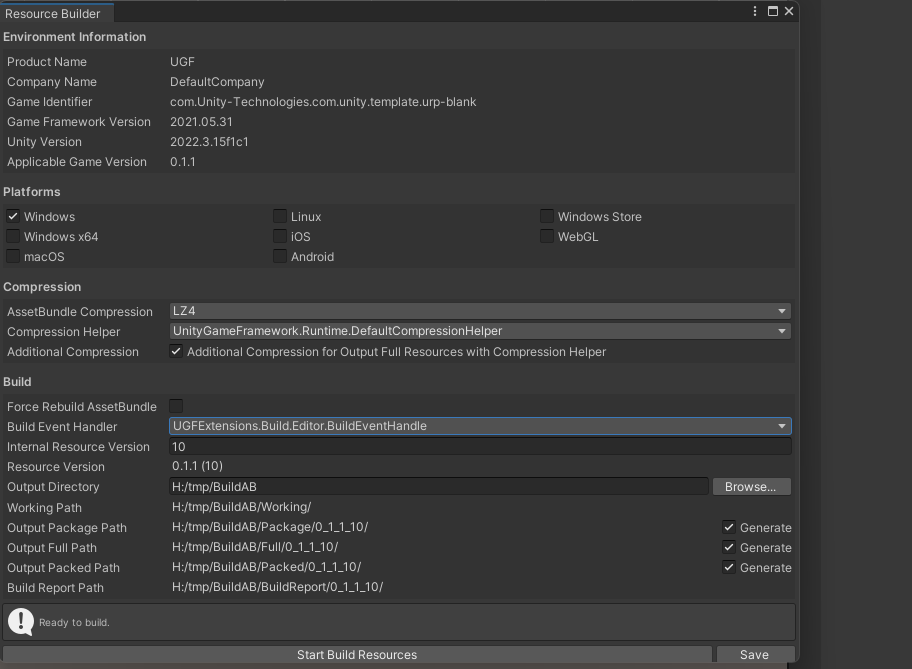 Resource Builder
Environment Information
Product Name UGF
Company Name DefaultCompany
Game Identifier com.Unity-Technologies.com.unity.template.urp-blank
Game Framework Version 2021.05.31
Unity Version 2022.3.15f1c1
Applicable Game Version 0.1.1
Platforms
Windows Linux Windows Store
Windows x64 iOS WebGL
macOS Android
Compression
AssetBundle Compression LZ4
Compression Helper UnityGameFramework.Runtime.DefaultCompressionHelper
Additional Compression Additional Compression for Output Full Resources with Compression Helper
Build
Force Rebuild AssetBundle
Build Event Handler UGFExtensions.Build.Editor.BuildEventHandle
Internal Resource Version 10
Resource Version 0.1.1 (10)
Output Directory H:/tmp/BuildAB Browse...
Working Path H:/tmp/BuildAB/Working/
Output Package Path H:/tmp/BuildAB/Package/0_1_1_10/ Generate
Output Full Path H:/tmp/BuildAB/Full/0_1_1_10/ Generate
Output Packed Path H:/tmp/BuildAB/Packed/0_1_1_10/ Generate
Build Report Path H:/tmp/BuildAB/BuildReport/0_1_1_10/
Ready to build.
Start Build Resources Save